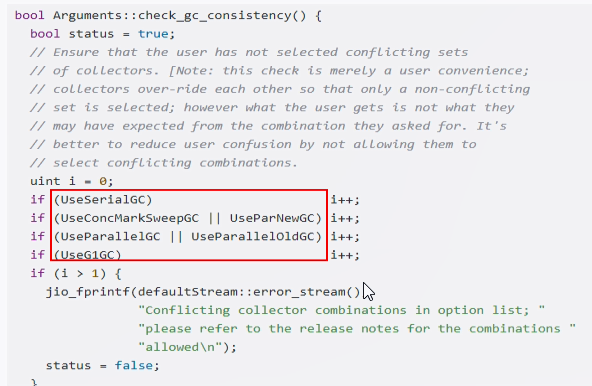 bool Arguments::check_gc_consistency() {
bool status = true;
// Ensure that the user has not selected conflicting sets
// of collectors. [Note: this check is merely a user convenience;
// collectors over-ride each other so that only a non-conflicting
// set is selected; however what the user gets is not what they
// may have expected from the combination they asked for. It's
// better to reduce user confusion by not allowing them to
// select conflicting combinations.
uint i = 0;
if (UseSerialGC) i++;
if (UseConcMarkSweepGC || UseParNewGC) i++;
if (UseParallelGC || UseParallelOldGC) i++;
if (UseG1GC) i++;
if (i > 1) {
jio_fprintf(defaultStream::error_stream()
"Conflicting collector combinations in option list; "
"please refer to the release notes for the combinations "
"allowed\n");
status = false;
}